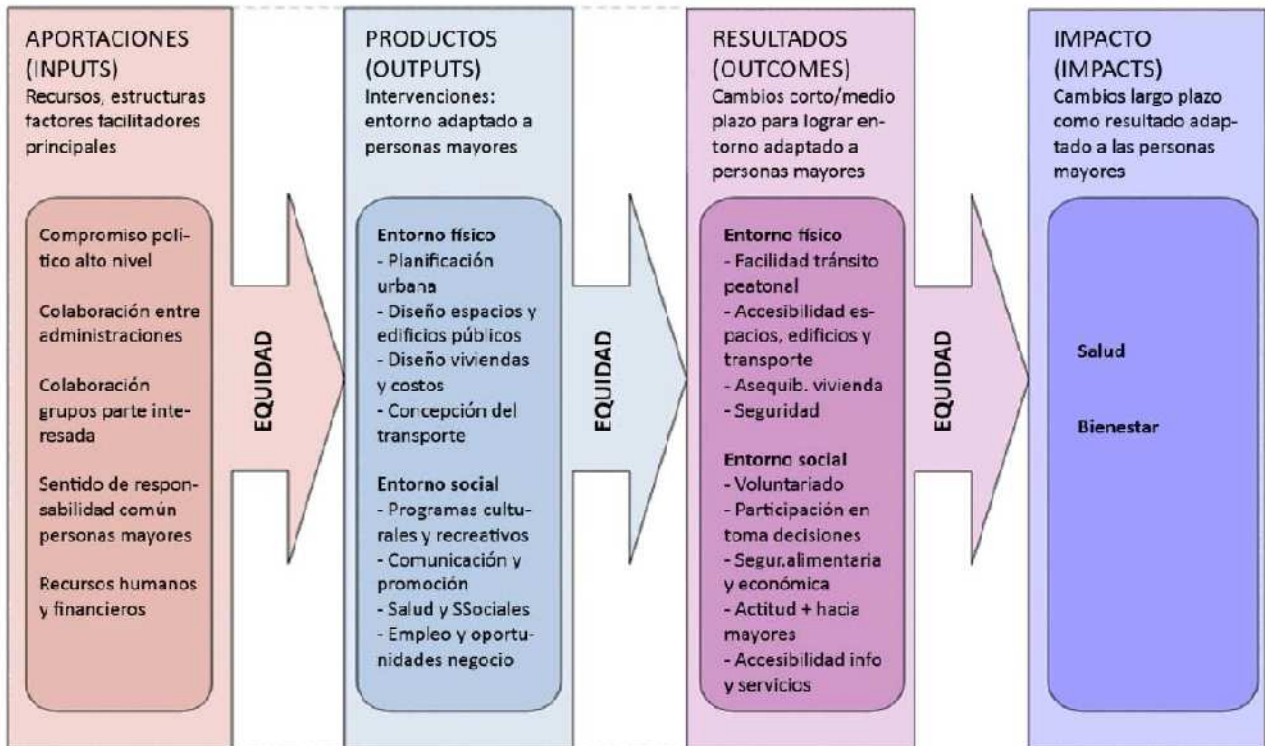 APORTACIONES
(INPUTS)
Recursos, estructuras
factores facilitadores
principales
Compromiso polí-
tico alto nivel
Colaboración entre
administraciones
Colaboración
grupos parte inte-
resada
Sentido de respon-
sabilidad común
personas mayores
Recursos humanos
y financieros
EQUIDAD
PRODUCTOS
(OUTPUTS)
Intervenciones:
entorno adaptado a
personas mayores
Entorno físico
- Planificación
urbana
- Diseño espacios y
edificios públicos
- Diseño viviendas
y costos
- Concepción del
transporte
Entorno social
- Programas cultu-
rales y recreativos
- Comunicación y
promoción
- Salud y SSociales
- Empleo y oportu-
nidades negocio
EQUIDAD
RESULTADOS
(OUTCOMES)
Cambios corto/medio
plazo para lograr en-
torno adaptado a
personas mayores
Entorno físico
- Facilidad tránsito
peatonal
- Accesibilidad es-
pacios, edificios y
transporte
- Asequib. vivienda
- Seguridad
Entorno social
- Voluntariado
- Participación en
toma decisiones
- Segur.alimentaria
y económica
- Actitud + hacia
mayores
- Accesibilidad info
y servicios
EQUIDAD
IMPACTO
(IMPACTS)
Cambios largo plazo
como resultado adap-
tado a las personas
mayores
Salud
Bienestar